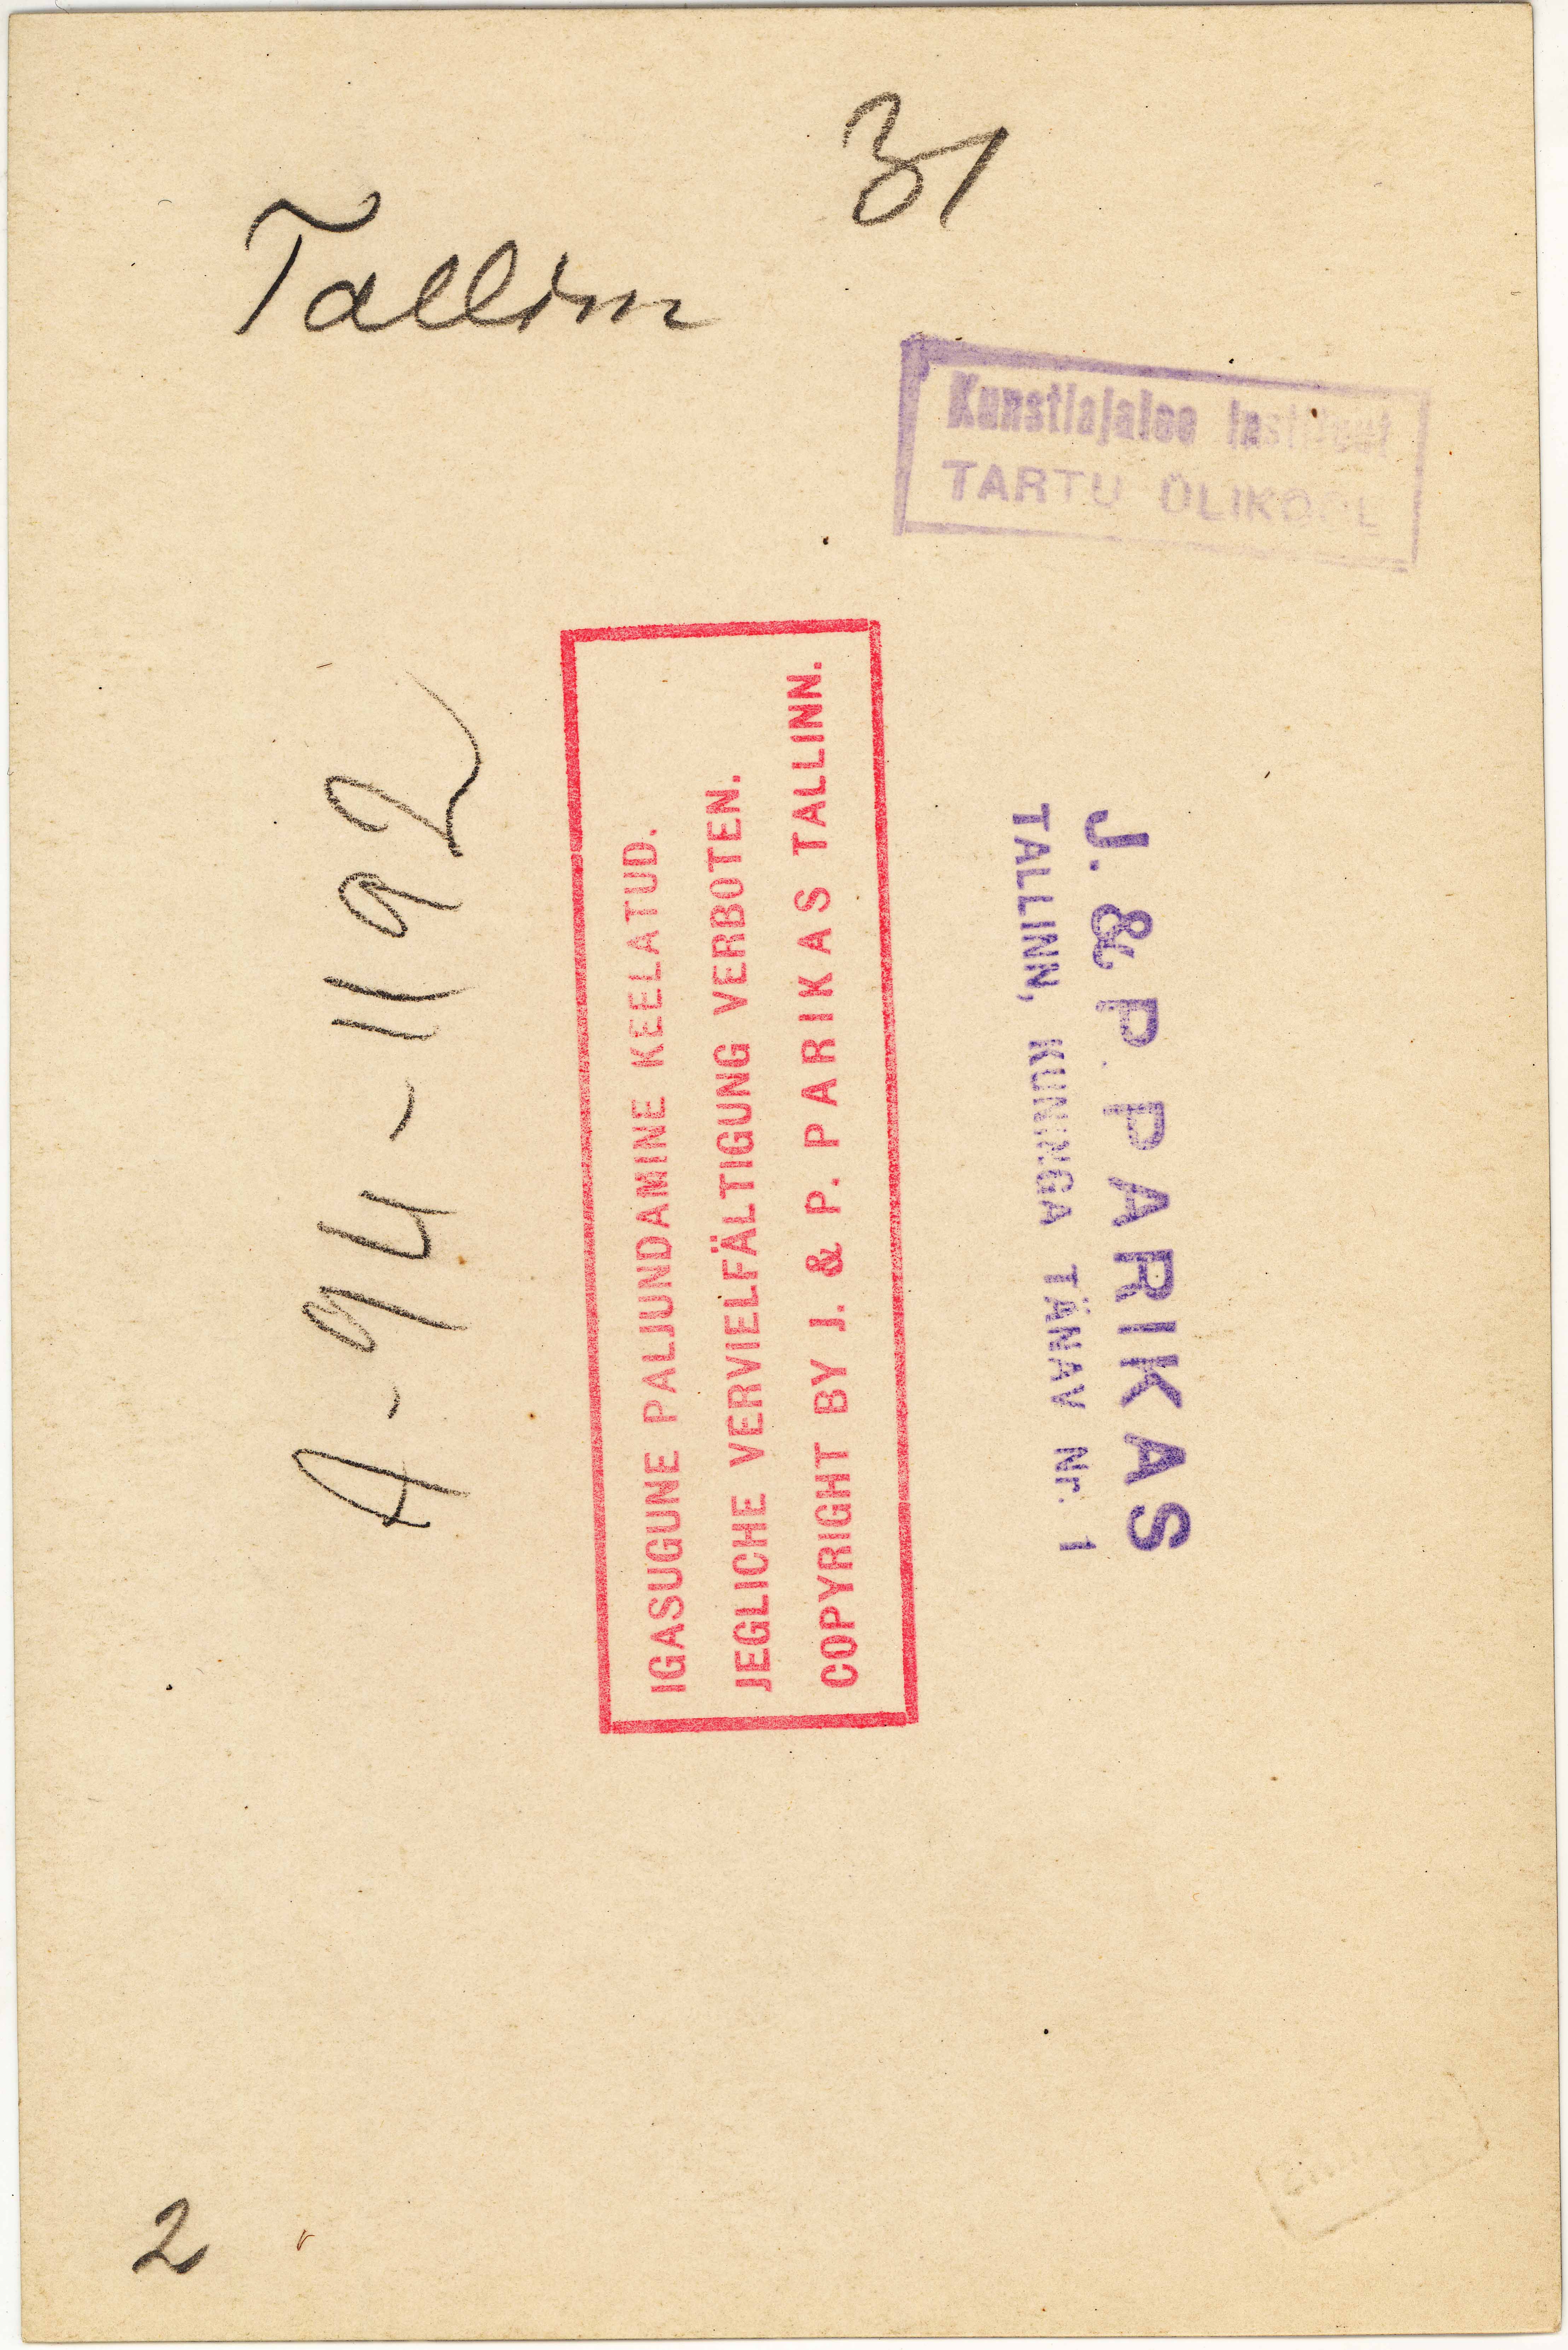 31
Tallinn
Kunstiajaloo Instituut
TARTU ÜLIKOOL
A-94-1192
IGASUGUNE PALJUNDAMINE KEELATUD.
JEGLICHE VERVIELFÄLTIGUNG VERBOTEN.
COPYRIGHT BY J. & P. PARIKAS TALLINN.
J. & P. PARIKAS
TALLINN, KUNINGA TÄNAV Nr. 1
2